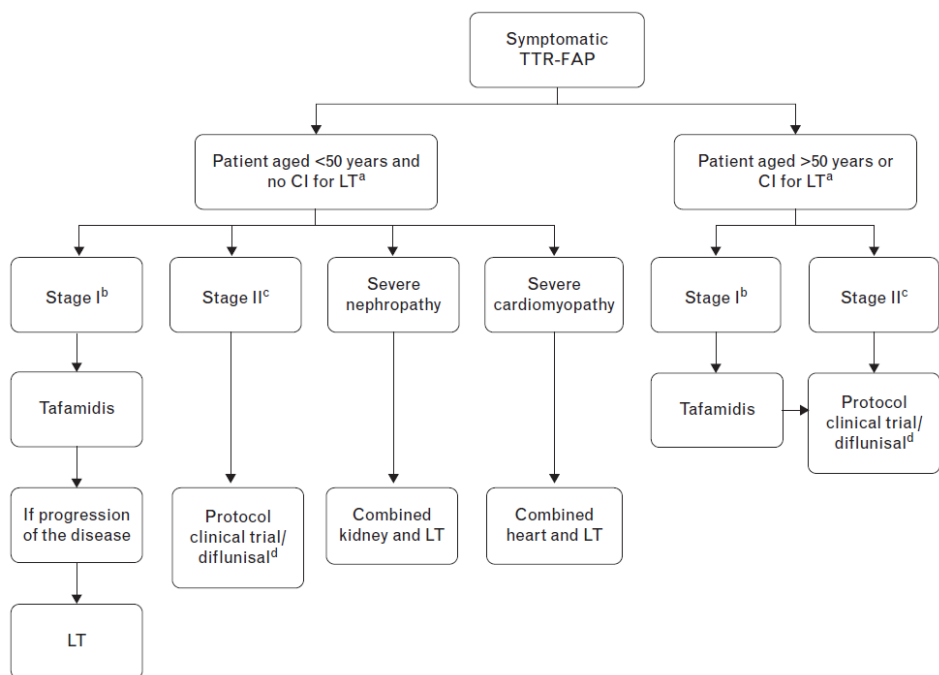 Symptomatic
TTR-FAP
Patient aged <50 years and
no CI for LTᵃ
Patient aged >50 years or
CI for LTᵃ
Stage Iᵇ
Stage IIᶜ
Severe
nephropathy
Severe
cardiomyopathy
Stage Iᵇ
Stage IIᶜ
Tafamidis
Tafamidis
Protocol
clinical trial/
diflunisalᵈ
If progression
of the disease
Protocol
clinical trial/
diflunisalᵈ
Combined
kidney and LT
Combined
heart and LT
LT